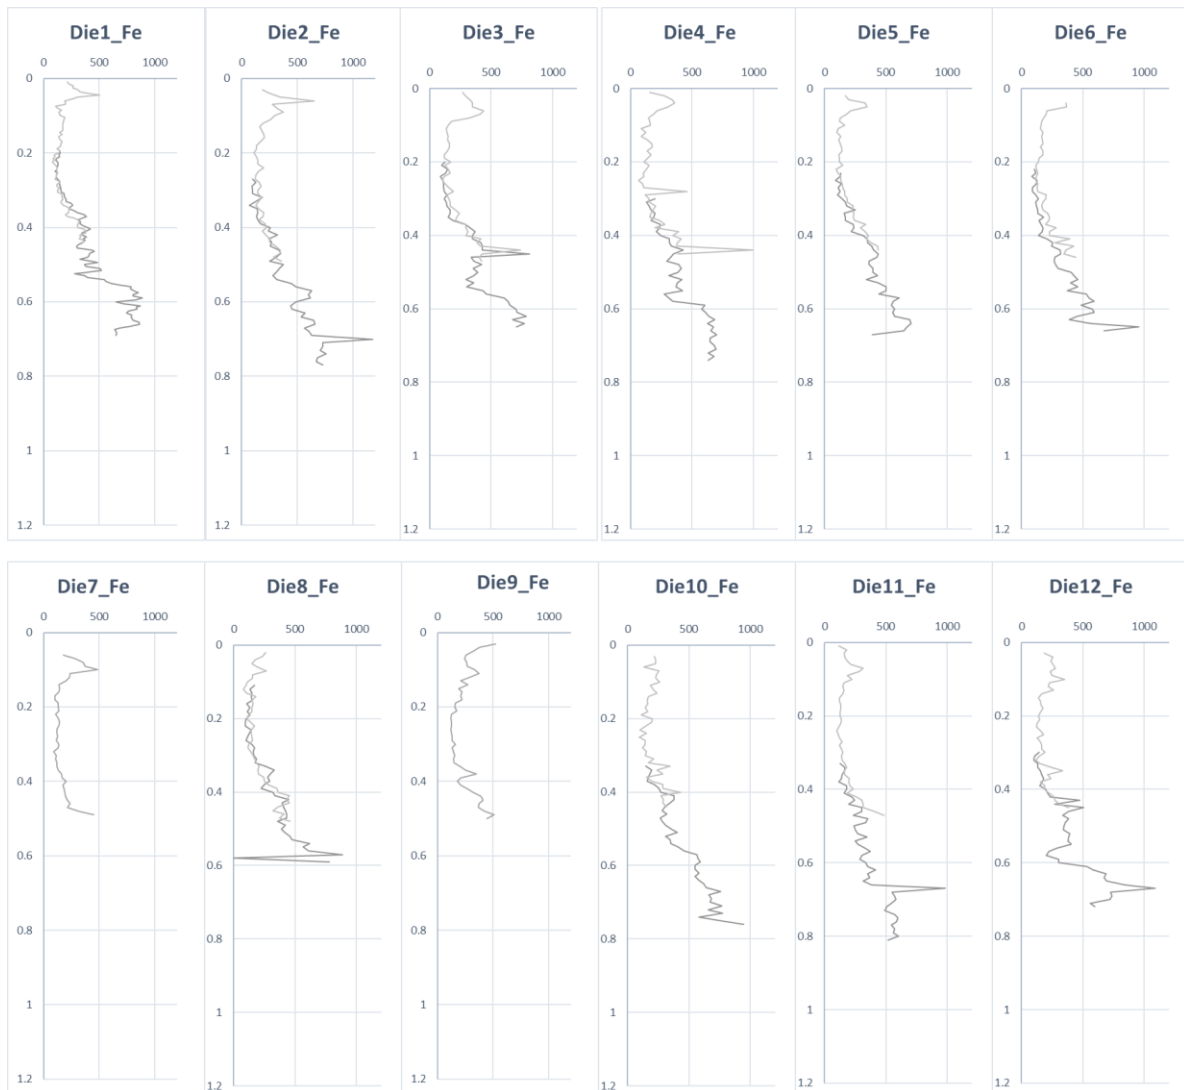 Die1_Fe Die2_Fe Die3_Fe Die4_Fe Die5_Fe Die6_Fe
0 500 1000 0 500 1000 0 500 1000 0 500 1000 0 500 1000 0 500 1000
0 0 0 0 0 0
0.2 0.2 0.2 0.2 0.2 0.2
0.4 0.4 0.4 0.4 0.4 0.4
0.6 0.6 0.6 0.6 0.6 0.6
0.8 0.8 0.8 0.8 0.8 0.8
1 1 1 1 1 1
1.2 1.2 1.2 1.2 1.2 1.2
Die7_Fe Die8_Fe Die9_Fe Die10_Fe Die11_Fe Die12_Fe
0 500 1000 0 500 1000 0 500 1000 0 500 1000 0 500 1000 0 500 1000
0 0 0 0 0 0
0.2 0.2 0.2 0.2 0.2 0.2
0.4 0.4 0.4 0.4 0.4 0.4
0.6 0.6 0.6 0.6 0.6 0.6
0.8 0.8 0.8 0.8 0.8 0.8
1 1 1 1 1 1
1.2 1.2 1.2 1.2 1.2 1.2